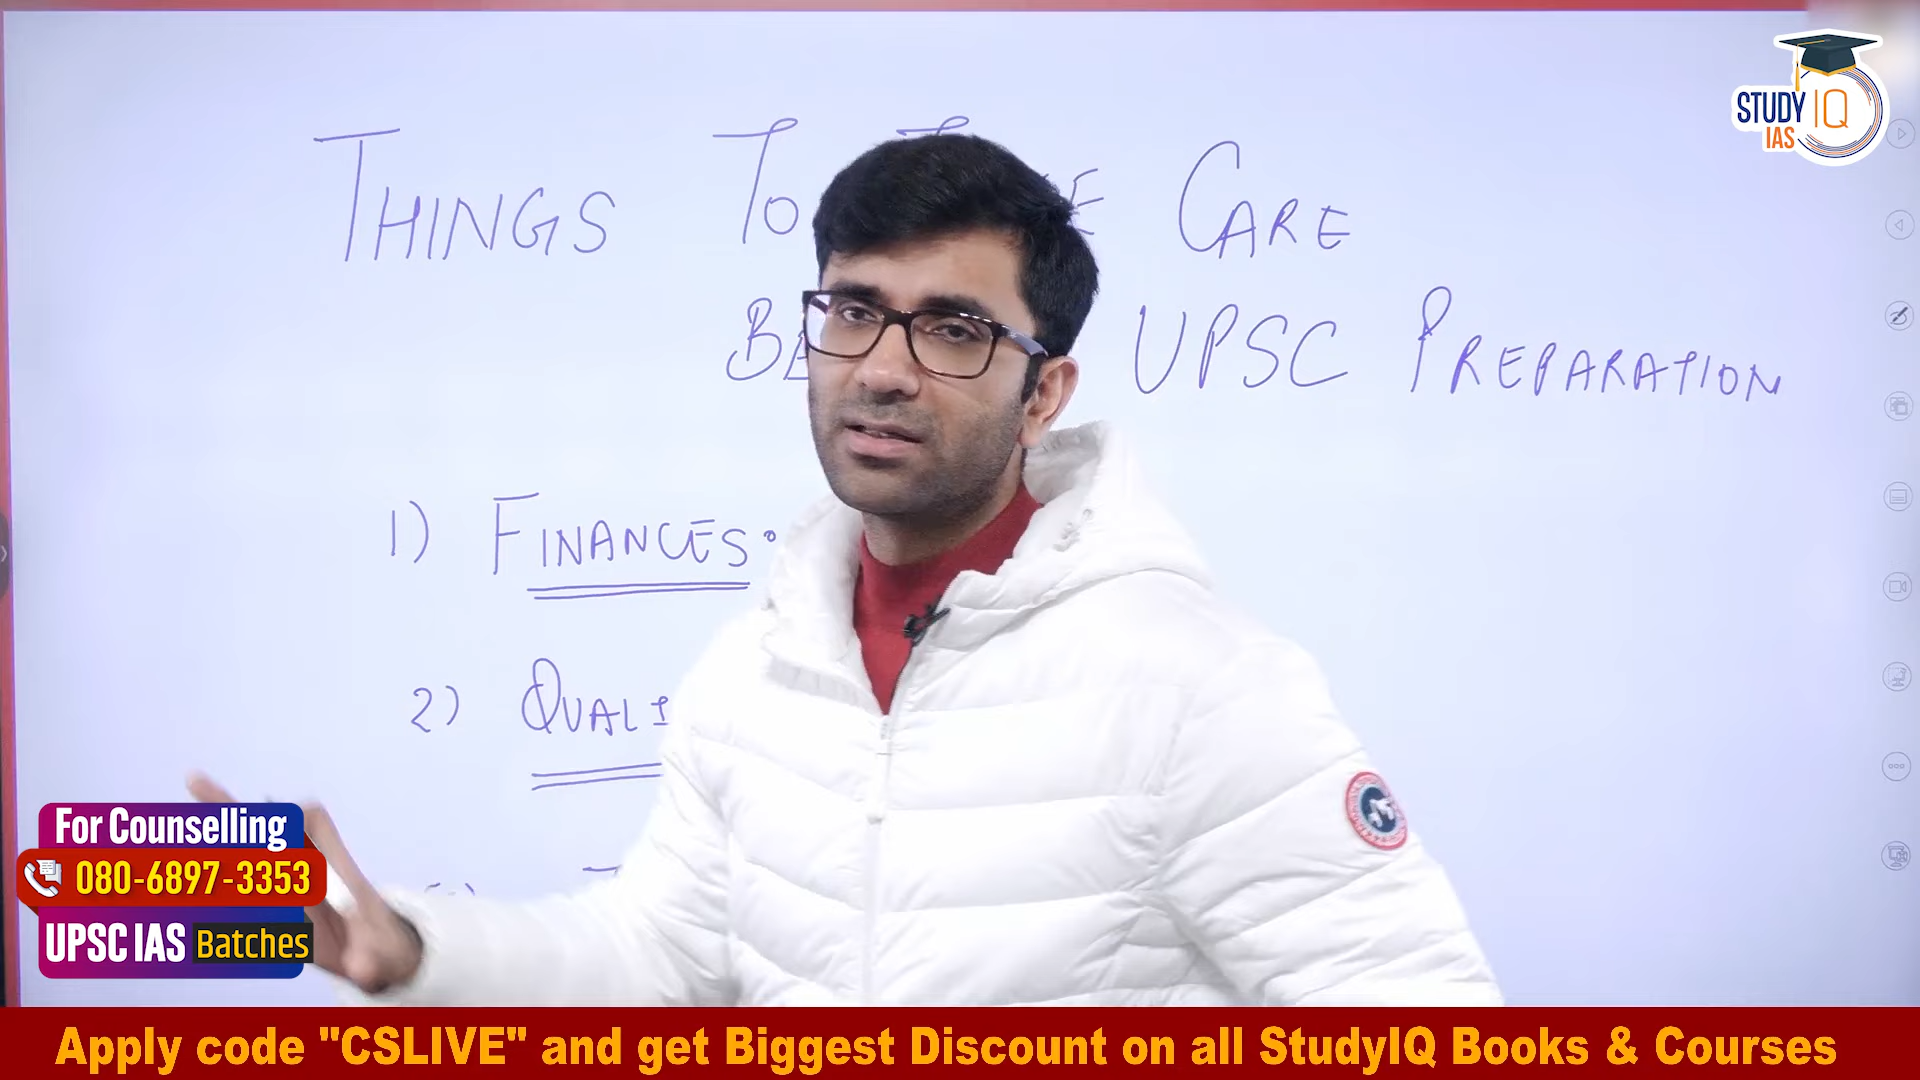 STUDY IQ
IAS
THINGS TO CARE
UPSC PREPARATION
1) FINANCES
2)
For Counselling
080-6897-3353
UPSC IAS Batches
Apply code "CSLIVE" and get Biggest Discount on all StudyIQ Books & Courses